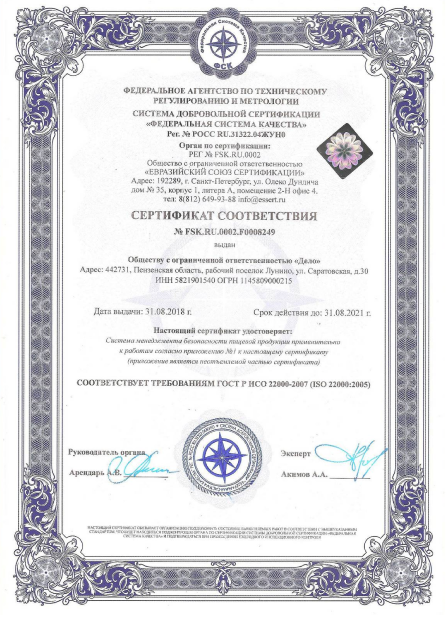 ФСК
ФЕДЕРАЛЬНОЕ АГЕНТСТВО ПО ТЕХНИЧЕСКОМУ
РЕГУЛИРОВАНИЮ И МЕТРОЛОГИИ
СИСТЕМА ДОБРОВОЛЬНОЙ СЕРТИФИКАЦИИ
«ФЕДЕРАЛЬНАЯ СИСТЕМА КАЧЕСТВА»
Рег. № РОСС RU.31322.04ЖУН0
Орган по сертификации:
РЕГ № FSK.RU.0002
Общество с ограниченной ответственностью
«ЕВРАЗИЙСКИЙ СОЮЗ СЕРТИФИКАЦИИ»
Адрес: 192289, г. Санкт-Петербург, ул. Олеко Дундича
дом № 35, корпус 1, литера А, помещение 2-Н офис 4.
тел: 8(812) 649-93-88 info@essert.ru
СЕРТИФИКАТ СООТВЕТСТВИЯ
№ FSK.RU.0002.F0008249
выдан
Обществу с ограниченной ответственностью «Дело»
Адрес: 442731, Пензенская область, рабочий поселок Лунино, ул. Саратовская, д.30
ИНН 5821901540 ОГРН 1145809000215
Дата выдачи: 31.08.2018 г. Срок действия до: 31.08.2021 г.
Настоящий сертификат удостоверяет:
Система менеджмента безопасности пищевой продукции применительно
к работам согласно приложению №1 к настоящему сертификату
(приложение является неотъемлемой частью сертификата)
СООТВЕТСТВУЕТ ТРЕБОВАНИЯМ ГОСТ Р ИСО 22000-2007 (ISO 22000:2005)
Руководитель органа Эксперт
Арендарь А.В. Акимов А.А.